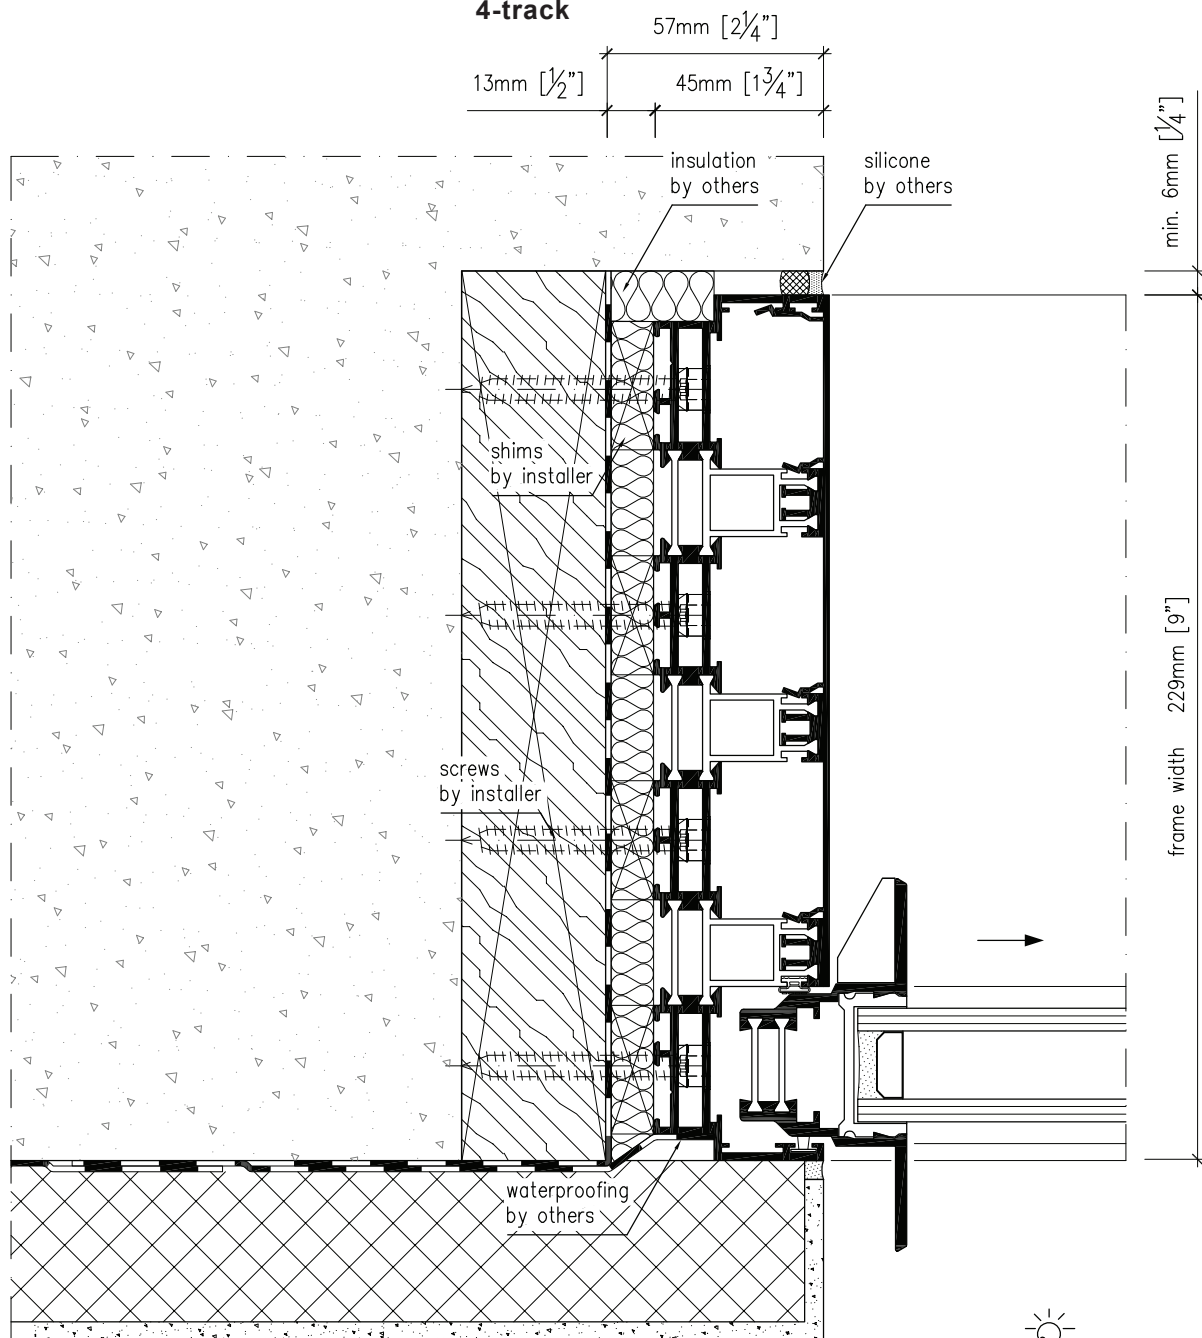 4-track
57mm [2¼"]
13mm [½"]
45mm [1¾"]
min. 6mm [¼"]
insulation
by others
silicone
by others
shims
by installer
frame width 229mm [9"]
screws
by installer
waterproofing
by others